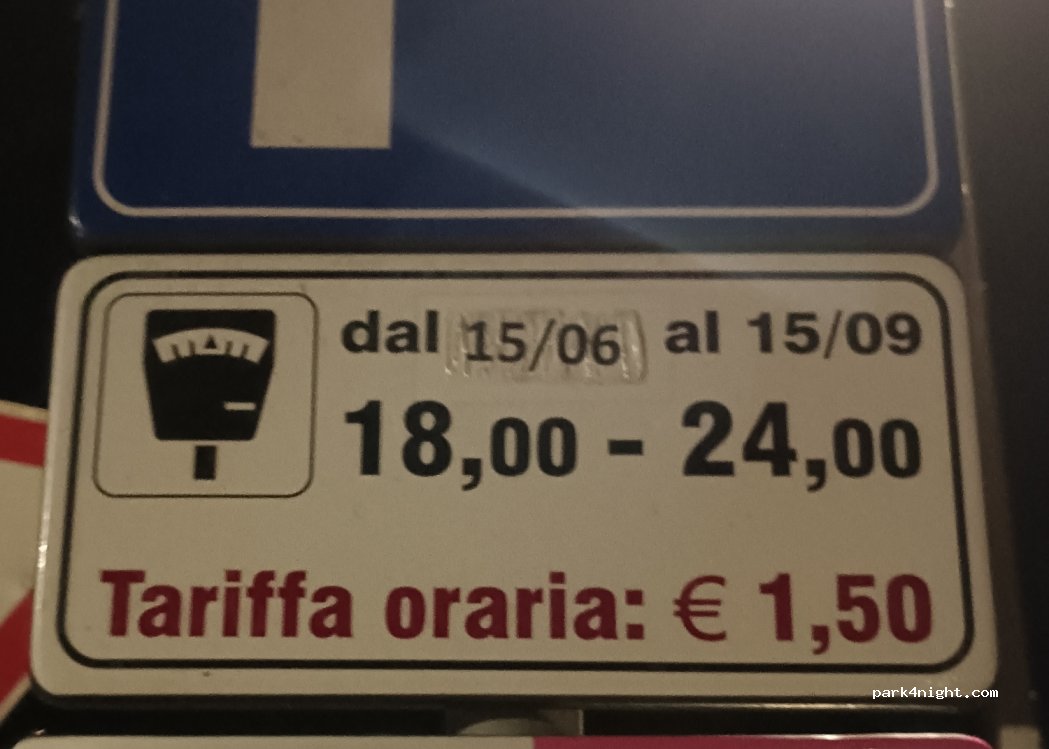 dal 15/06 al 15/09
18,00 - 24,00
Tariffa oraria: € 1,50
park4night.com